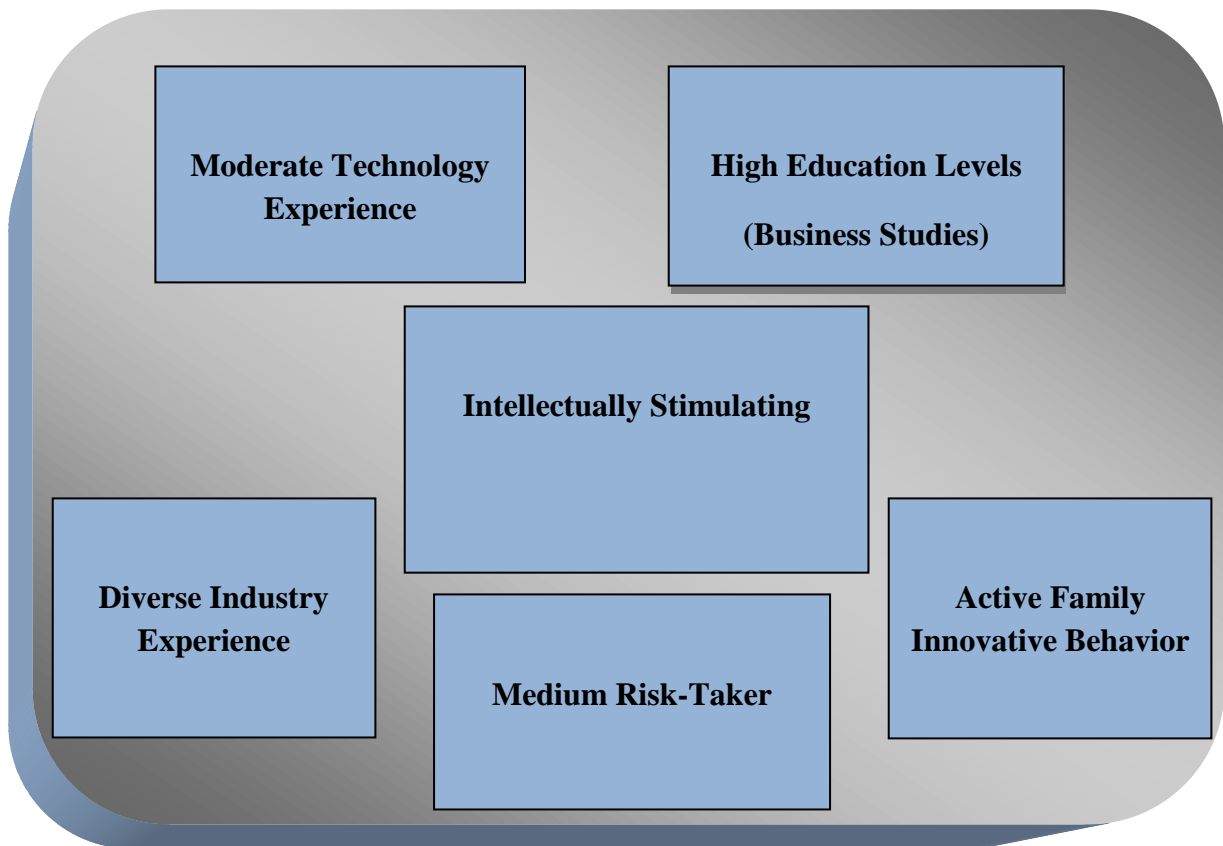 Moderate Technology
Experience
High Education Levels
(Business Studies)
Intellectually Stimulating
Diverse Industry
Experience
Medium Risk-Taker
Active Family
Innovative Behavior